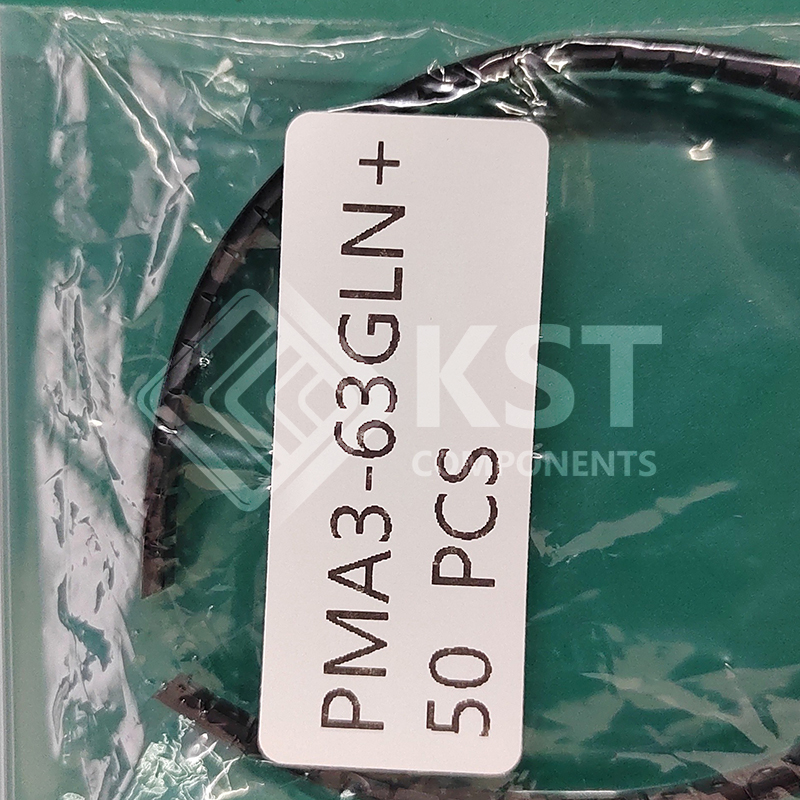 PMA3-63GLN+
50 PCS
KST
COMPONENTS